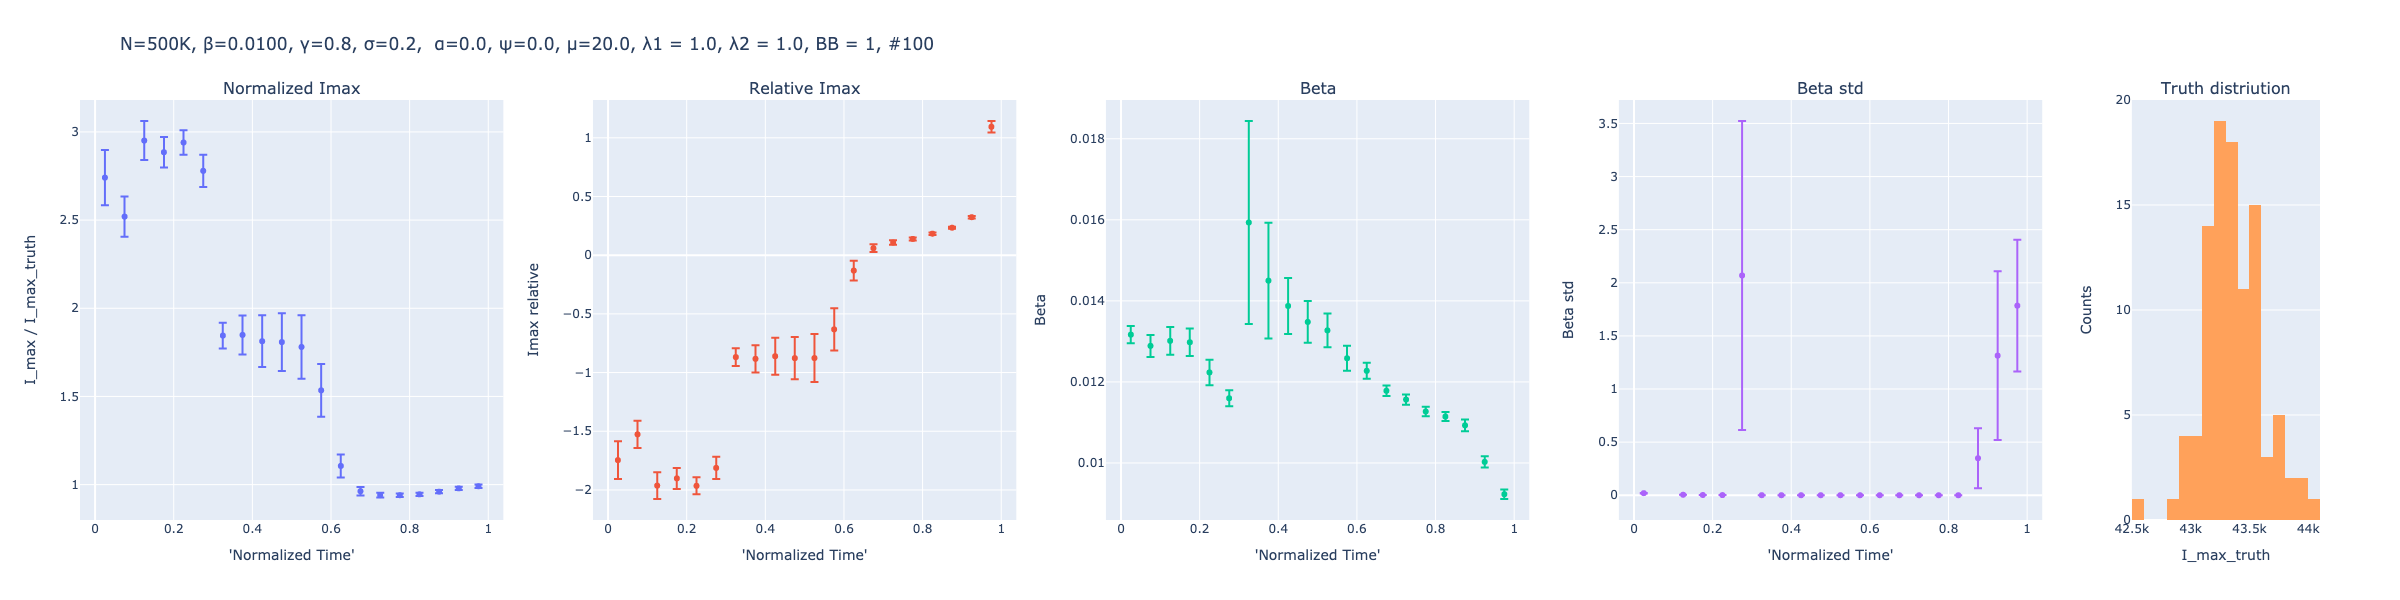 N=500K, β=0.0100, γ=0.8, σ=0.2,  α=0.0, ψ=0.0, μ=20.0, λ1 = 1.0, λ2 = 1.0, BB = 1, #100
Normalized Imax
I_max / I_max_truth
3
2.5
2
1.5
1
0
0.2
0.4
0.6
0.8
1
'Normalized Time'
Relative Imax
Imax relative
1
0.5
0
−0.5
−1
−1.5
−2
0
0.2
0.4
0.6
0.8
1
'Normalized Time'
Beta
Beta
0.018
0.016
0.014
0.012
0.01
0
0.2
0.4
0.6
0.8
1
'Normalized Time'
Beta std
Beta std
3.5
3
2.5
2
1.5
1
0.5
0
0
0.2
0.4
0.6
0.8
1
'Normalized Time'
Truth distriution
Counts
20
15
10
5
0
42.5k
43k
43.5k
44k
I_max_truth